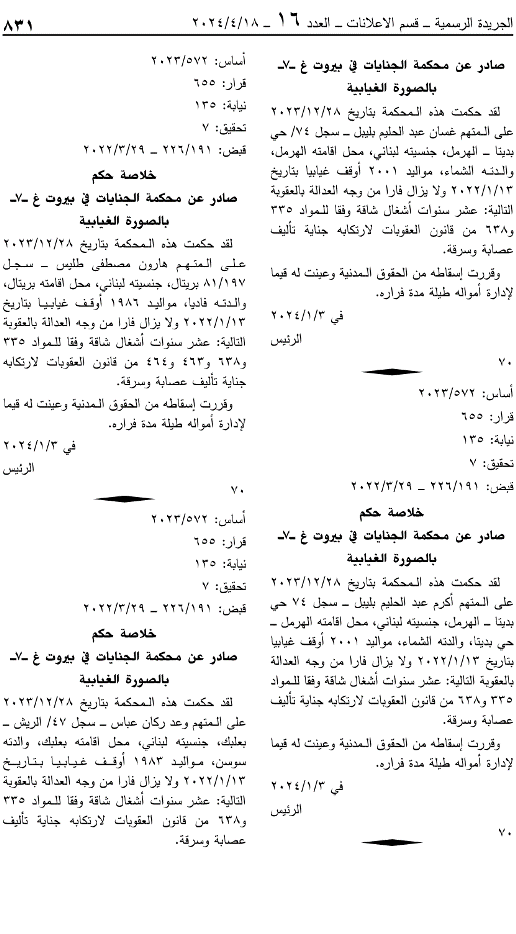 الجريدة الرسمية ــ قسم الاعلانات ــ العدد ١٦ ــ ٢٠٢٤/٤/١٨
٨٣١
صادر عن محكمة الجنايات في بيروت غ ـ٧ـ
بالصورة الغيابية
لقد حكمت هذه المحكمة بتاريخ ٢٠٢٣/١٢/٢٨
على المتهم غسان عبد الحليم بليبل ــ سجل ٧٤/ حي
بديتا ــ الهرمل، جنسيته لبناني، محل اقامته الهرمل،
والدته الشماء، مواليد ٢٠٠١ أوقف غيابيا بتاريخ
٢٠٢٢/١/١٣ ولا يزال فارا من وجه العدالة بالعقوبة
التالية: عشر سنوات أشغال شاقة وفقا للمواد ٣٣٥
و٦٣٨ من قانون العقوبات لارتكابه جناية تأليف
عصابة وسرقة.
وقررت إسقاطه من الحقوق المدنية وعينت له قيما
لإدارة أمواله طيلة مدة فراره.
في ٢٠٢٤/١/٣
الرئيس
٧٠
أساس: ٢٠٢٣/٥٧٢
قرار: ٦٥٥
نيابة: ١٣٥
تحقيق: ٧
قبض: ٢٢٦/١٩١ ــ ٢٠٢٢/٣/٢٩
خلاصة حكم
صادر عن محكمة الجنايات في بيروت غ ـ٧ـ
بالصورة الغيابية
لقد حكمت هذه المحكمة بتاريخ ٢٠٢٣/١٢/٢٨
على المتهم أكرم عبد الحليم بليبل ــ سجل ٧٤ حي
بديتا ــ الهرمل، جنسيته لبناني، محل اقامته الهرمل ــ
حي بديتا، والدته الشماء، مواليد ٢٠٠١ أوقف غيابيا
بتاريخ ٢٠٢٢/١/١٣ ولا يزال فارا من وجه العدالة
بالعقوبة التالية: عشر سنوات أشغال شاقة وفقا للمواد
٣٣٥ و٦٣٨ من قانون العقوبات لارتكابه جناية تأليف
عصابة وسرقة.
وقررت إسقاطه من الحقوق المدنية وعينت له قيما
لإدارة أمواله طيلة مدة فراره.
في ٢٠٢٤/١/٣
الرئيس
٧٠
أساس: ٢٠٢٣/٥٧٢
قرار: ٦٥٥
نيابة: ١٣٥
تحقيق: ٧
قبض: ٢٢٦/١٩١ ــ ٢٠٢٢/٣/٢٩
خلاصة حكم
صادر عن محكمة الجنايات في بيروت غ ـ٧ـ
بالصورة الغيابية
لقد حكمت هذه المحكمة بتاريخ ٢٠٢٣/١٢/٢٨
على المتهم هارون مصطفى طليس ــ سجل
٨١/١٩٧ بريتال، جنسيته لبناني، محل اقامته بريتال،
والدته فاديا، مواليد ١٩٨٦ أوقف غيابيا بتاريخ
٢٠٢٢/١/١٣ ولا يزال فارا من وجه العدالة بالعقوبة
التالية: عشر سنوات أشغال شاقة وفقا للمواد ٣٣٥
و٦٣٨ و٤٦٣ و٤٦٤ من قانون العقوبات لارتكابه
جناية تأليف عصابة وسرقة.
وقررت إسقاطه من الحقوق المدنية وعينت له قيما
لإدارة أمواله طيلة مدة فراره.
في ٢٠٢٤/١/٣
الرئيس
٧٠
أساس: ٢٠٢٣/٥٧٢
قرار: ٦٥٥
نيابة: ١٣٥
تحقيق: ٧
قبض: ٢٢٦/١٩١ ــ ٢٠٢٢/٣/٢٩
خلاصة حكم
صادر عن محكمة الجنايات في بيروت غ ـ٧ـ
بالصورة الغيابية
لقد حكمت هذه المحكمة بتاريخ ٢٠٢٣/١٢/٢٨
على المتهم وعد ركان عباس ــ سجل ٤٧/ الريش ــ
بعلبك، جنسيته لبناني، محل اقامته بعلبك، والدته
سوسن، مواليد ١٩٨٣ أوقف غيابيا بتاريخ
٢٠٢٢/١/١٣ ولا يزال فارا من وجه العدالة بالعقوبة
التالية: عشر سنوات أشغال شاقة وفقا للمواد ٣٣٥
و٦٣٨ من قانون العقوبات لارتكابه جناية تأليف
عصابة وسرقة.